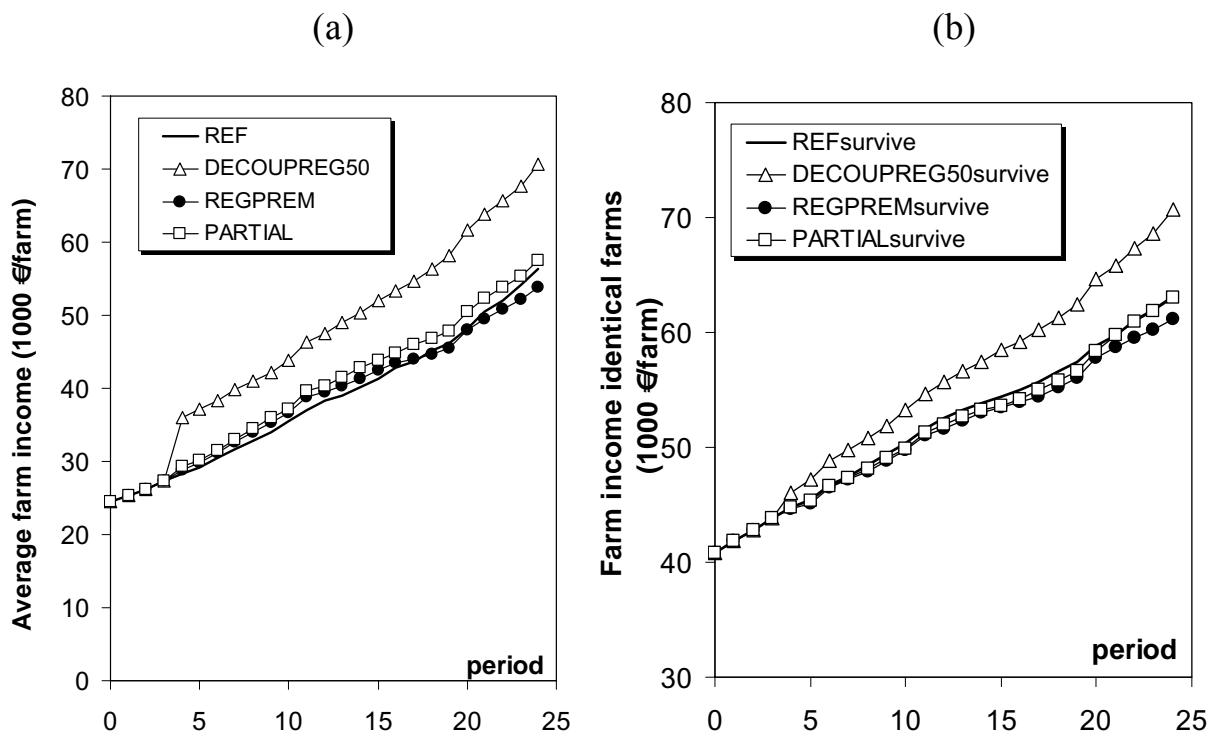 (a)
Average farm income (1000 €/farm)
80
70
60
50
40
30
20
10
0
REF
DECOUPREG50
REGPREM
PARTIAL
period
0 5 10 15 20 25
(b)
Farm income identical farms
(1000 €/farm)
80
70
60
50
40
30
REFsurvive
DECOUPREG50survive
REGPREMsurvive
PARTIALsurvive
period
0 5 10 15 20 25